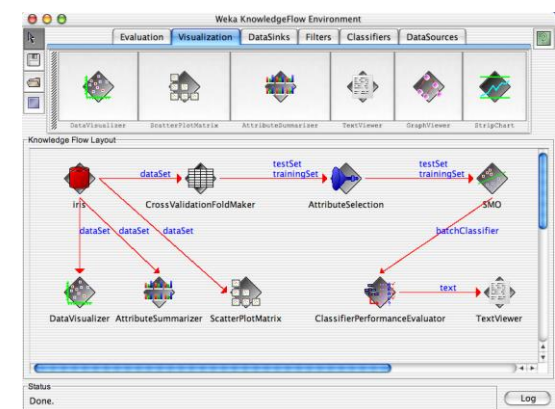 Weka KnowledgeFlow Environment
Evaluation Visualization DataSinks Filters Classifiers DataSources
DataVisualizer ScatterPlotMatrix AttributeSummarizer TextViewer GraphViewer StripChart
Knowledge Flow Layout
testSet testSet
dataSet trainingSet trainingSet
iris CrossValidationFoldMaker AttributeSelection SMO
dataSet dataSet dataSet batchClassifier
text
DataVisualizer AttributeSummarizer ScatterPlotMatrix ClassifierPerformanceEvaluator TextViewer
Status
Done. Log